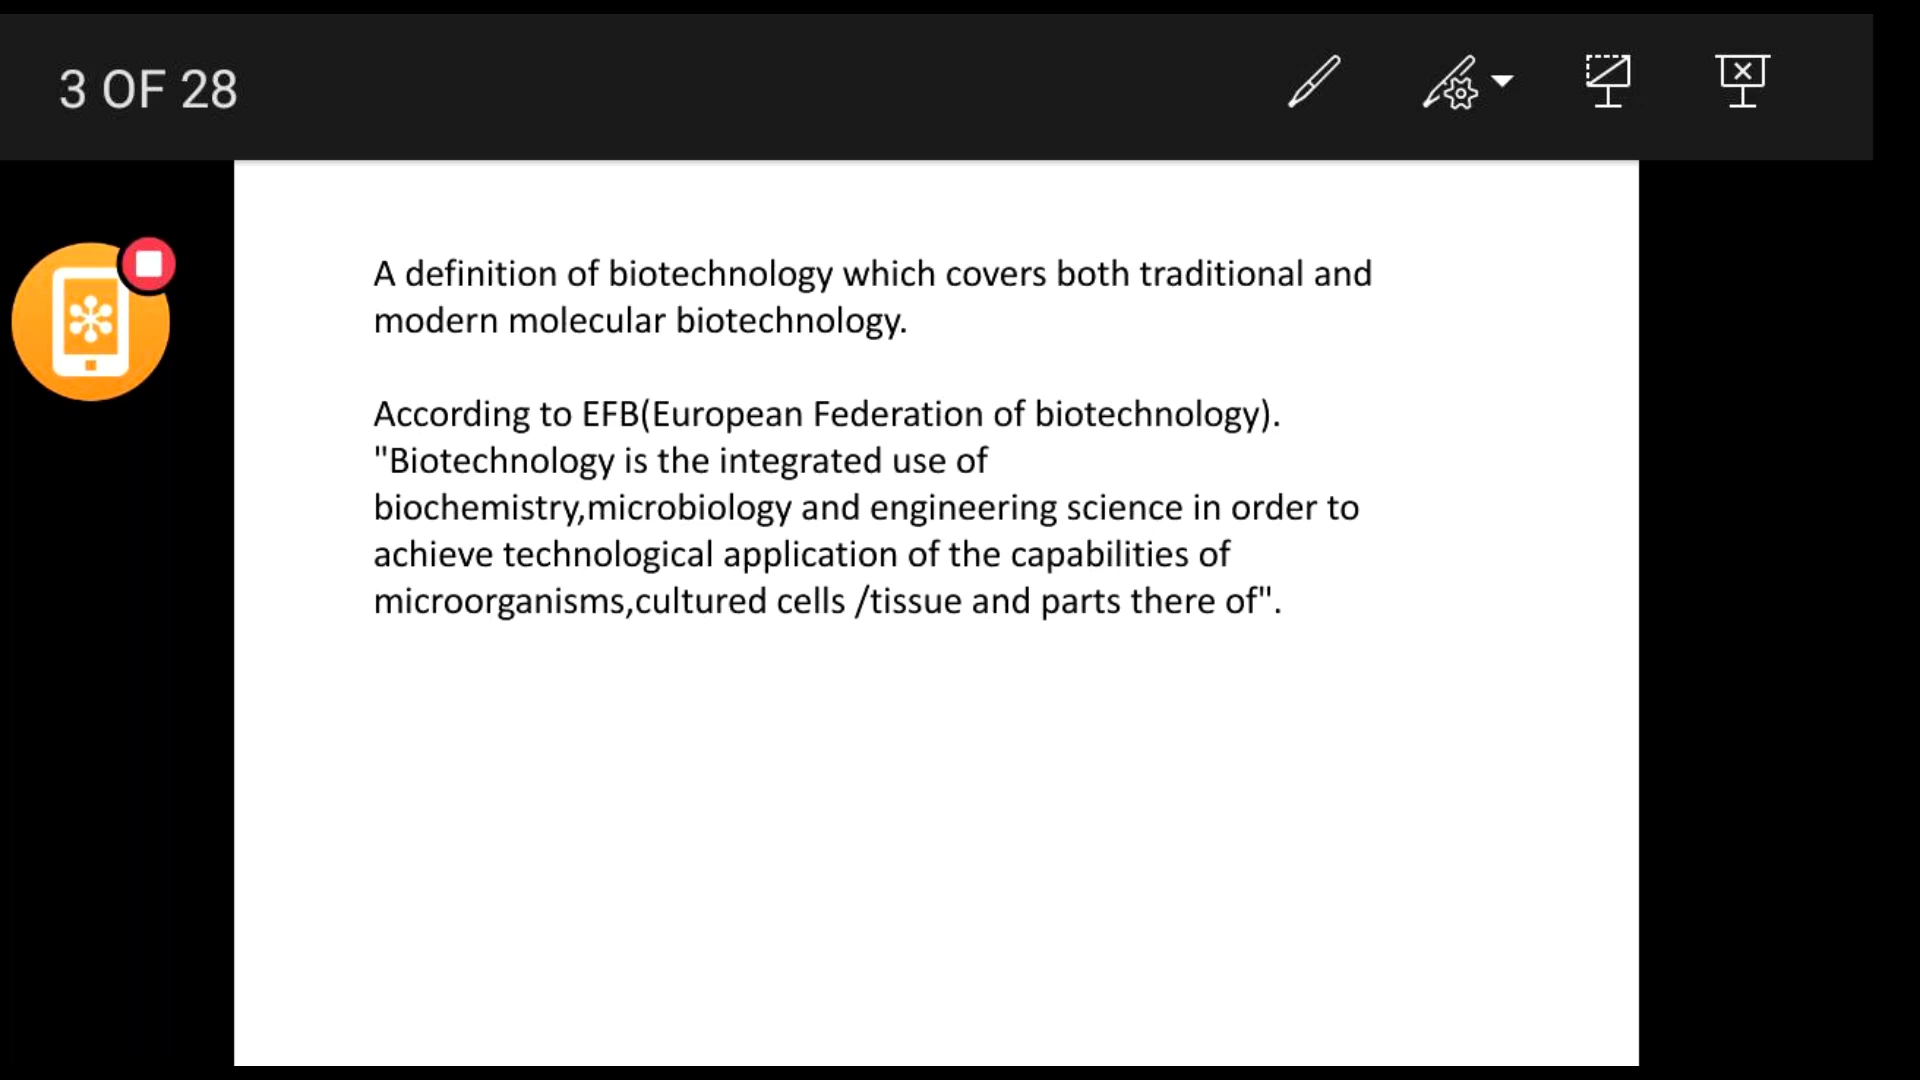 3 OF 28
A definition of biotechnology which covers both traditional and
modern molecular biotechnology.
According to EFB(European Federation of biotechnology).
"Biotechnology is the integrated use of
biochemistry,microbiology and engineering science in order to
achieve technological application of the capabilities of
microorganisms,cultured cells /tissue and parts there of".